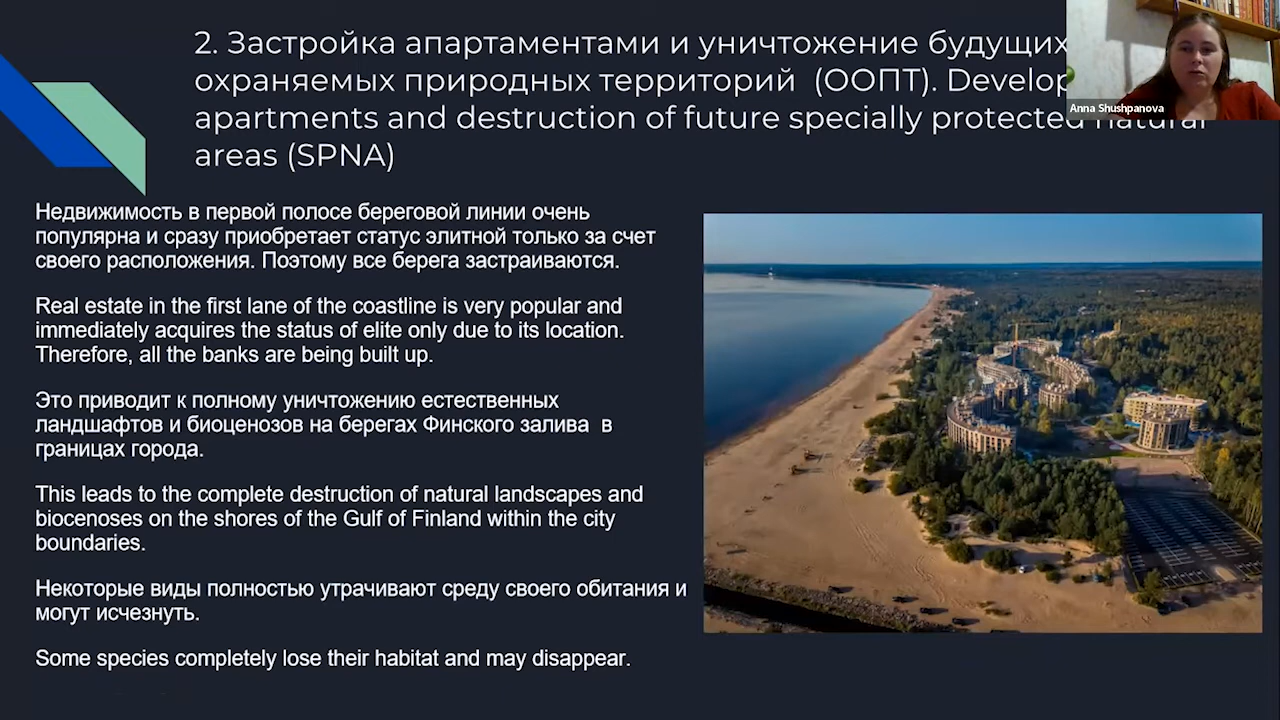 2. Застройка апартаментами и уничтожение будущих
охраняемых природных территорий (ООПТ). Develop
apartments and destruction of future specially protected natural
areas (SPNA)
Anna Shushpanova
Недвижимость в первой полосе береговой линии очень
популярна и сразу приобретает статус элитной только за счет
своего расположения. Поэтому все берега застраиваются.
Real estate in the first lane of the coastline is very popular and
immediately acquires the status of elite only due to its location.
Therefore, all the banks are being built up.
Это приводит к полному уничтожению естественных
ландшафтов и биоценозов на берегах Финского залива в
границах города.
This leads to the complete destruction of natural landscapes and
biocenoses on the shores of the Gulf of Finland within the city
boundaries.
Некоторые виды полностью утрачивают среду своего обитания и
могут исчезнуть.
Some species completely lose their habitat and may disappear.